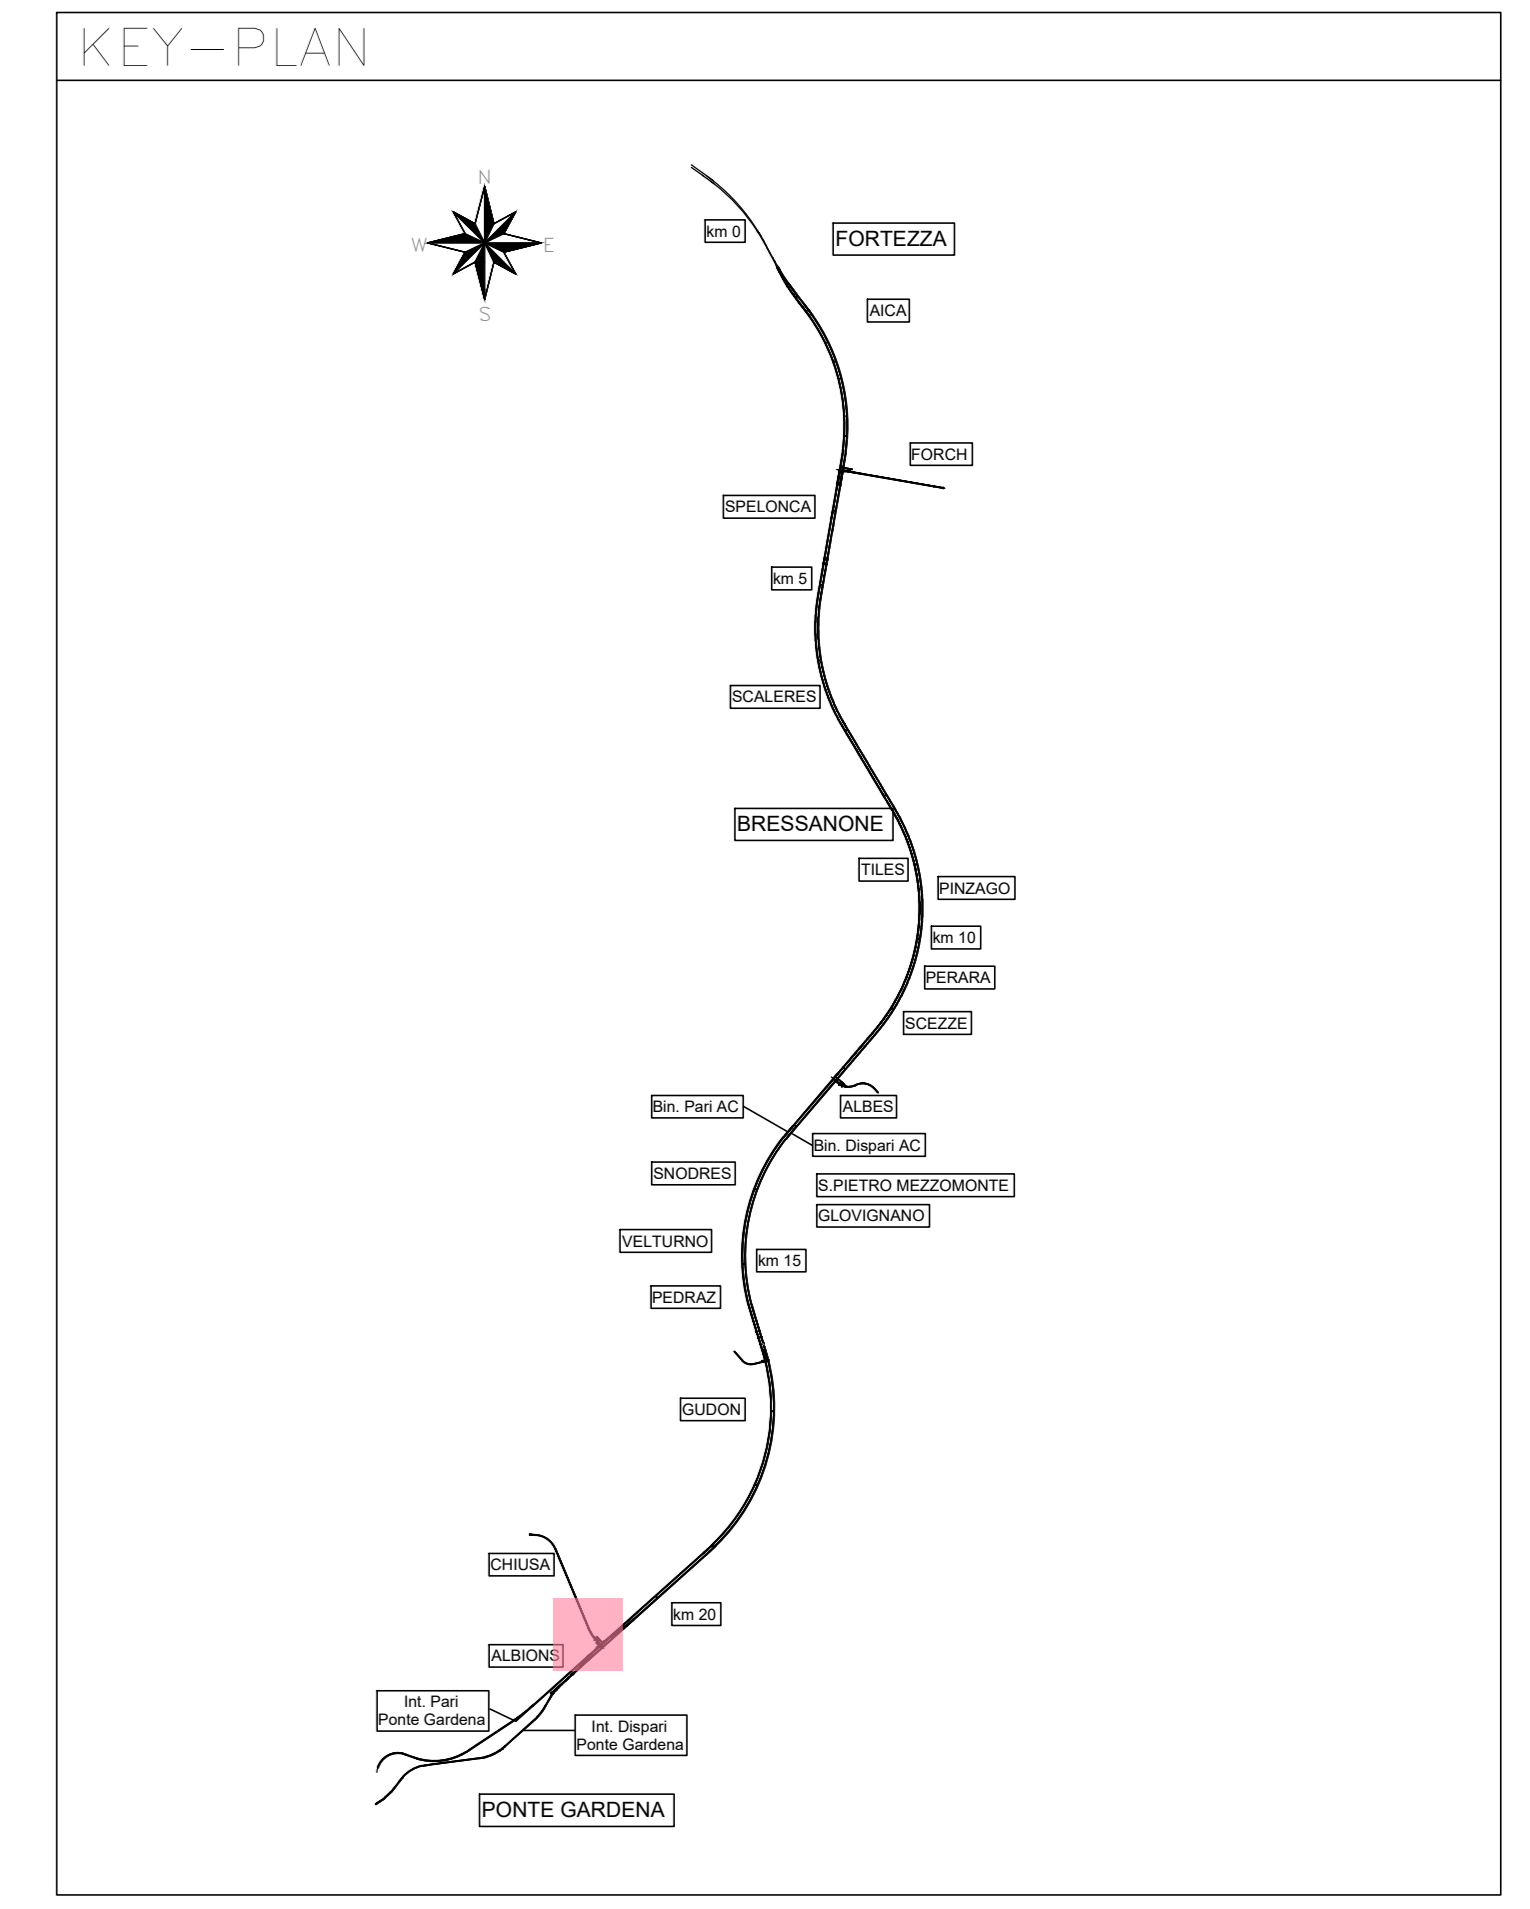 KEY-PLAN
N
W
E
S
km 0
FORTEZZA
AICA
FORCH
SPELONCA
km 5
SCALERES
BRESSANONE
TILES
PINZAGO
km 10
PERARA
SCEZZE
Bin. Pari AC
ALBES
Bin. Dispari AC
SNODRES
S.PIETRO MEZZOMONTE
GLOVIGNANO
VELTURNO
km 15
PEDRAZ
GUDON
CHIUSA
km 20
ALBIONS
Int. Pari
Ponte Gardena
Int. Dispari
Ponte Gardena
PONTE GARDENA